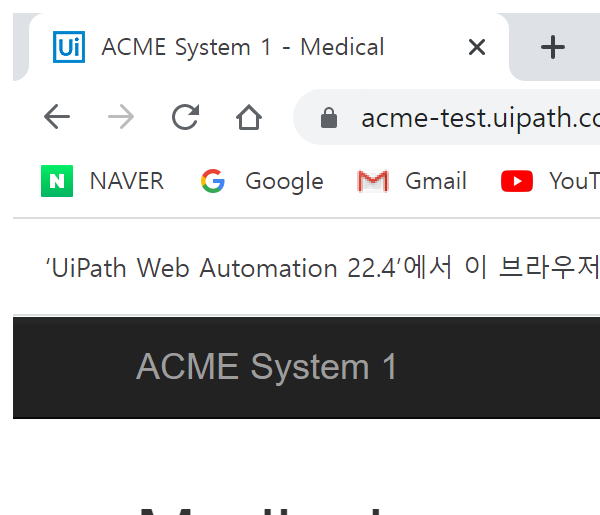 Ui ACME System 1 - Medical
acme-test.uipath.co
N NAVER Google Gmail YouT
‘UiPath Web Automation 22.4’에서 이 브라우저
ACME System 1